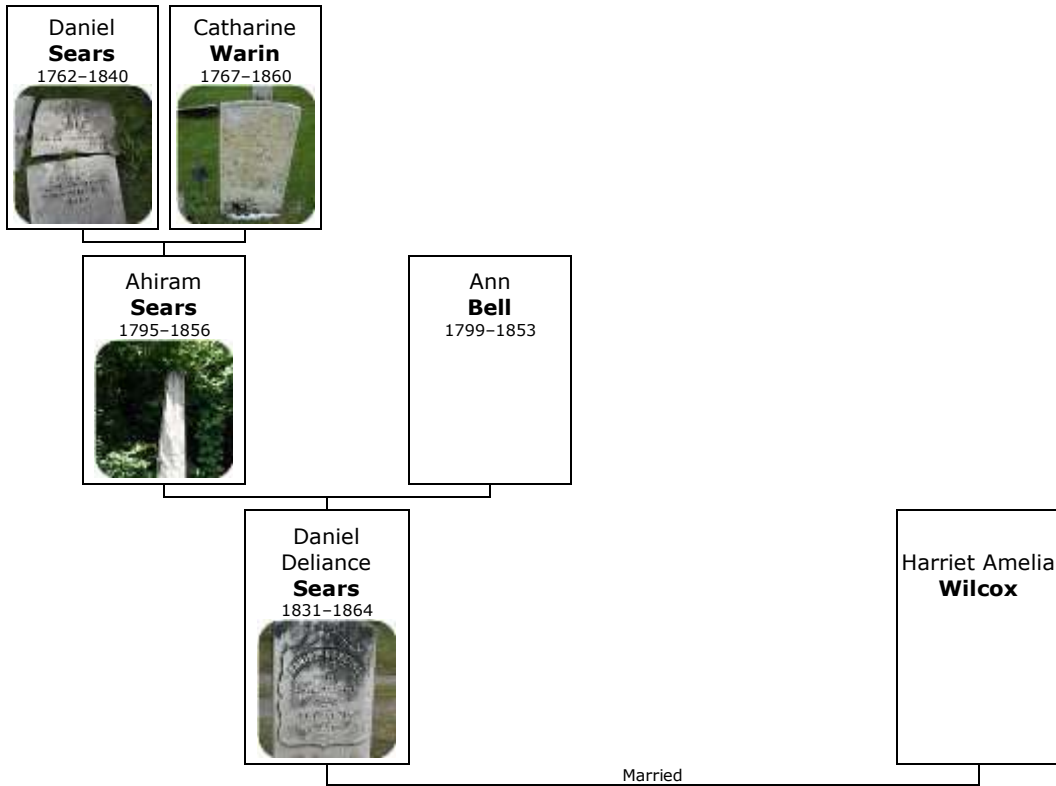 Daniel
Sears
1762–1840
Catharine
Warin
1767–1860
Ahiram
Sears
1795–1856
Ann
Bell
1799–1853
Daniel
Deliance
Sears
1831–1864
Harriet Amelia
Wilcox
Married